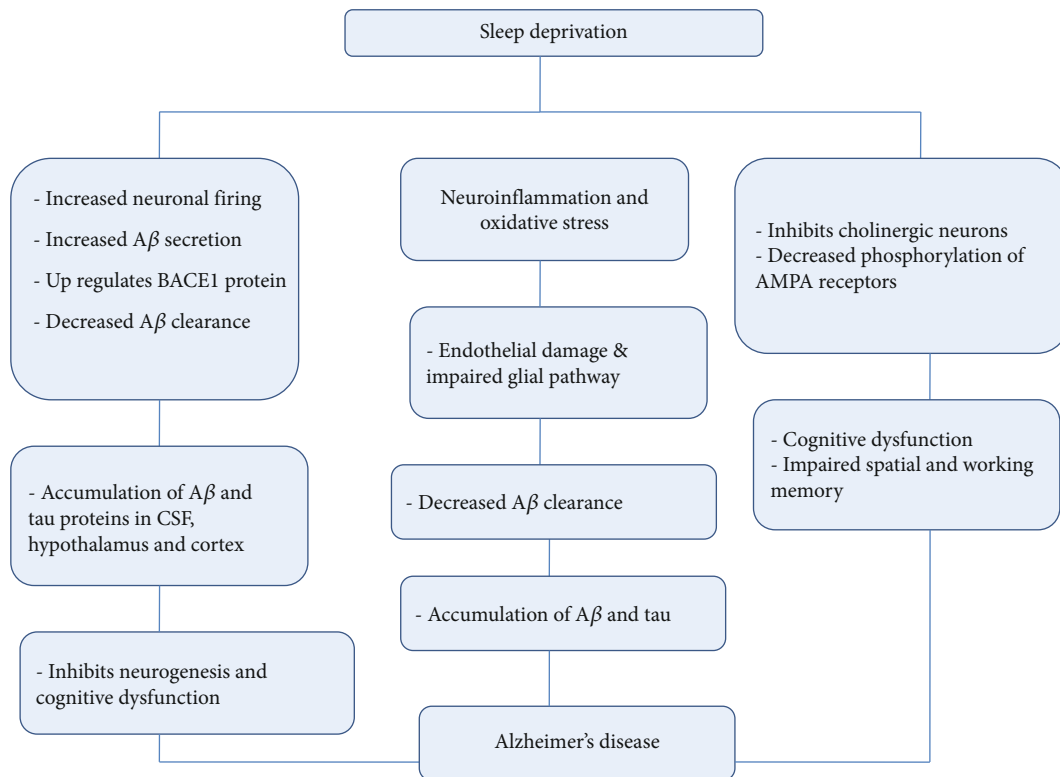 Sleep deprivation
- Increased neuronal firing
- Increased Aβ secretion
- Up regulates BACE1 protein
- Decreased Aβ clearance
- Accumulation of Aβ and
tau proteins in CSF,
hypothalamus and cortex
- Inhibits neurogenesis and
cognitive dysfunction
Neuroinflammation and
oxidative stress
- Endothelial damage &
impaired glial pathway
- Decreased Aβ clearance
- Accumulation of Aβ and tau
- Inhibits cholinergic neurons
- Decreased phosphorylation of
AMPA receptors
- Cognitive dysfunction
- Impaired spatial and working
memory
Alzheimer's disease